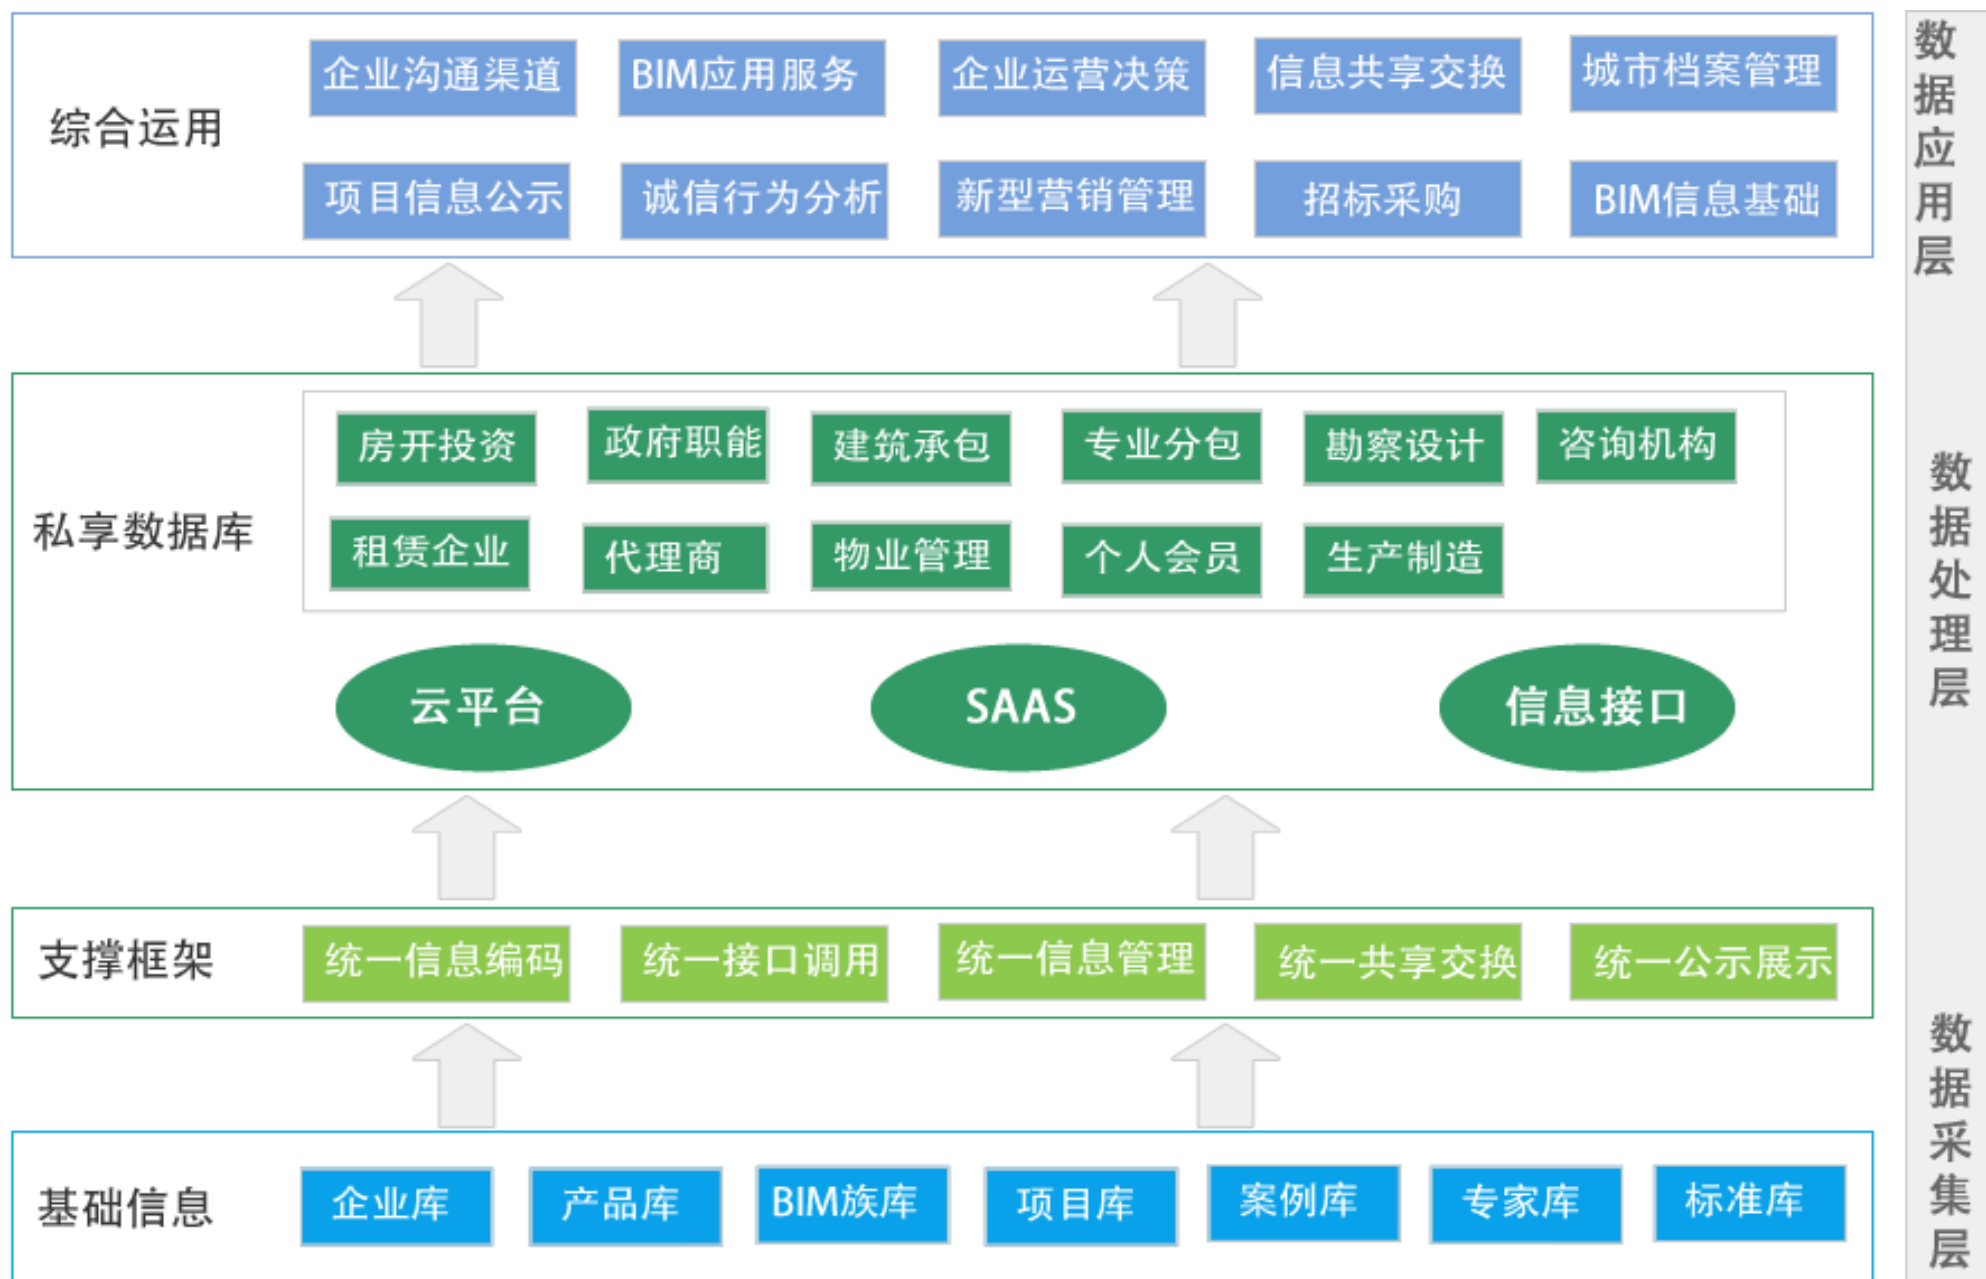 综合运用
企业沟通渠道
BIM应用服务
企业运营决策
信息共享交换
城市档案管理
项目信息公示
诚信行为分析
新型营销管理
招标采购
BIM信息基础
私享数据库
房开投资
政府职能
建筑承包
专业分包
勘察设计
咨询机构
租赁企业
代理商
物业管理
个人会员
生产制造
云平台
SAAS
信息接口
支撑框架
统一信息编码
统一接口调用
统一信息管理
统一共享交换
统一公示展示
基础信息
企业库
产品库
BIM族库
项目库
案例库
专家库
标准库
数据应用层
数据处理层
数据采集层